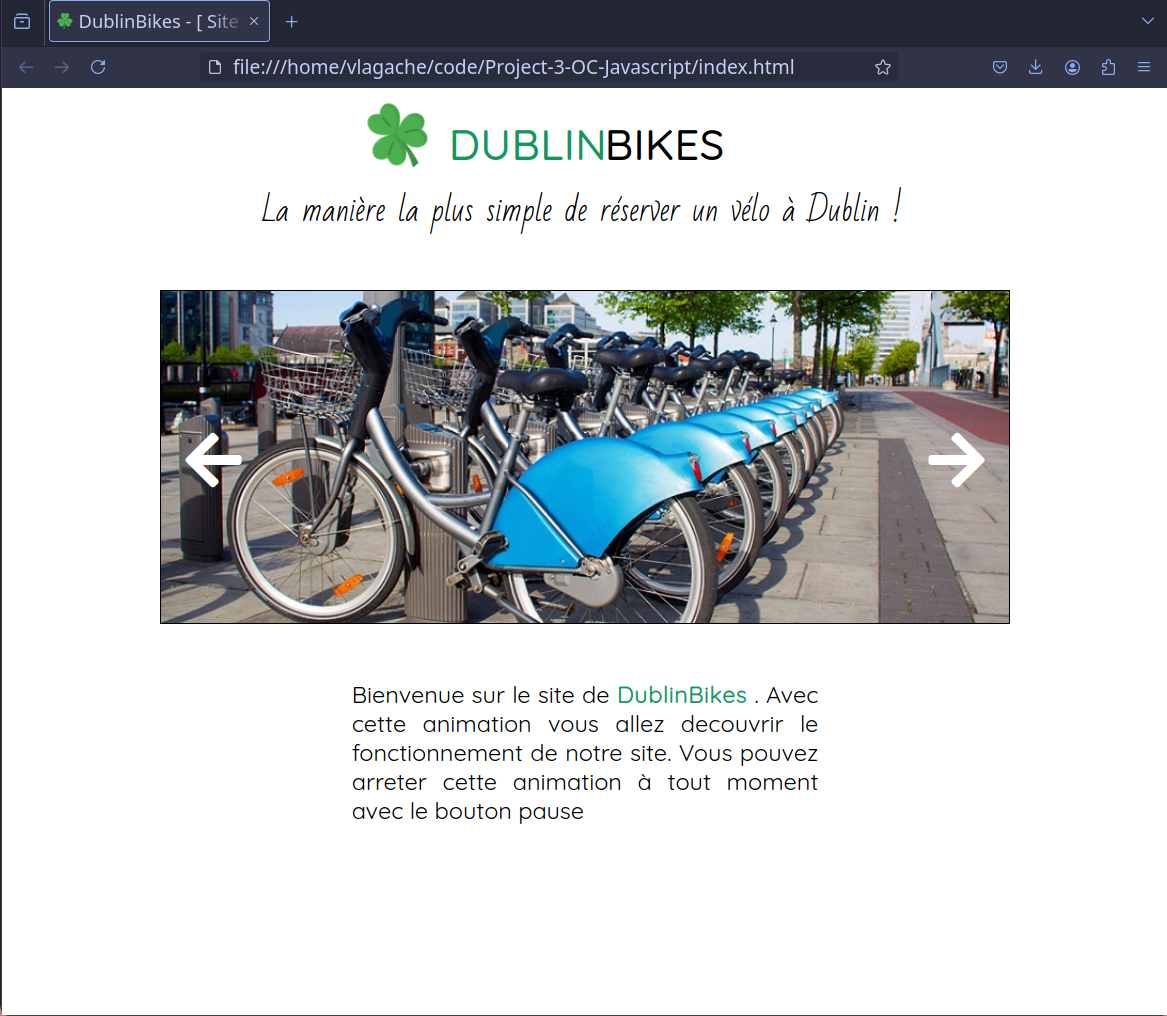 DublinBikes - [ Site
file:///home/vlagache/code/Project-3-OC-Javascript/index.html
DUBLINBIKES
La manière la plus simple de réserver un vélo à Dublin !
Bienvenue sur le site de DublinBikes . Avec
cette animation vous allez decouvrir le
fonctionnement de notre site. Vous pouvez
arreter cette animation à tout moment
avec le bouton pause